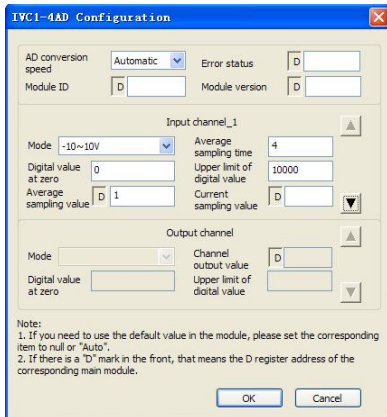 IVC1-4AD Configuration
AD conversion speed Automatic Error status D
Module ID D Module version D
Input channel_1
Mode -10~10V Average sampling time 4
Digital value at zero 0 Upper limit of digital value 10000
Average sampling value D 1 Current sampling value D
Output channel
Mode Channel output value D
Digital value at zero Upper limit of digital value
Note:
1. If you need to use the default value in the module, please set the corresponding
item to null or "Auto".
2. If there is a "D" mark in the front, that means the D register address of the
corresponding main module.
OK Cancel